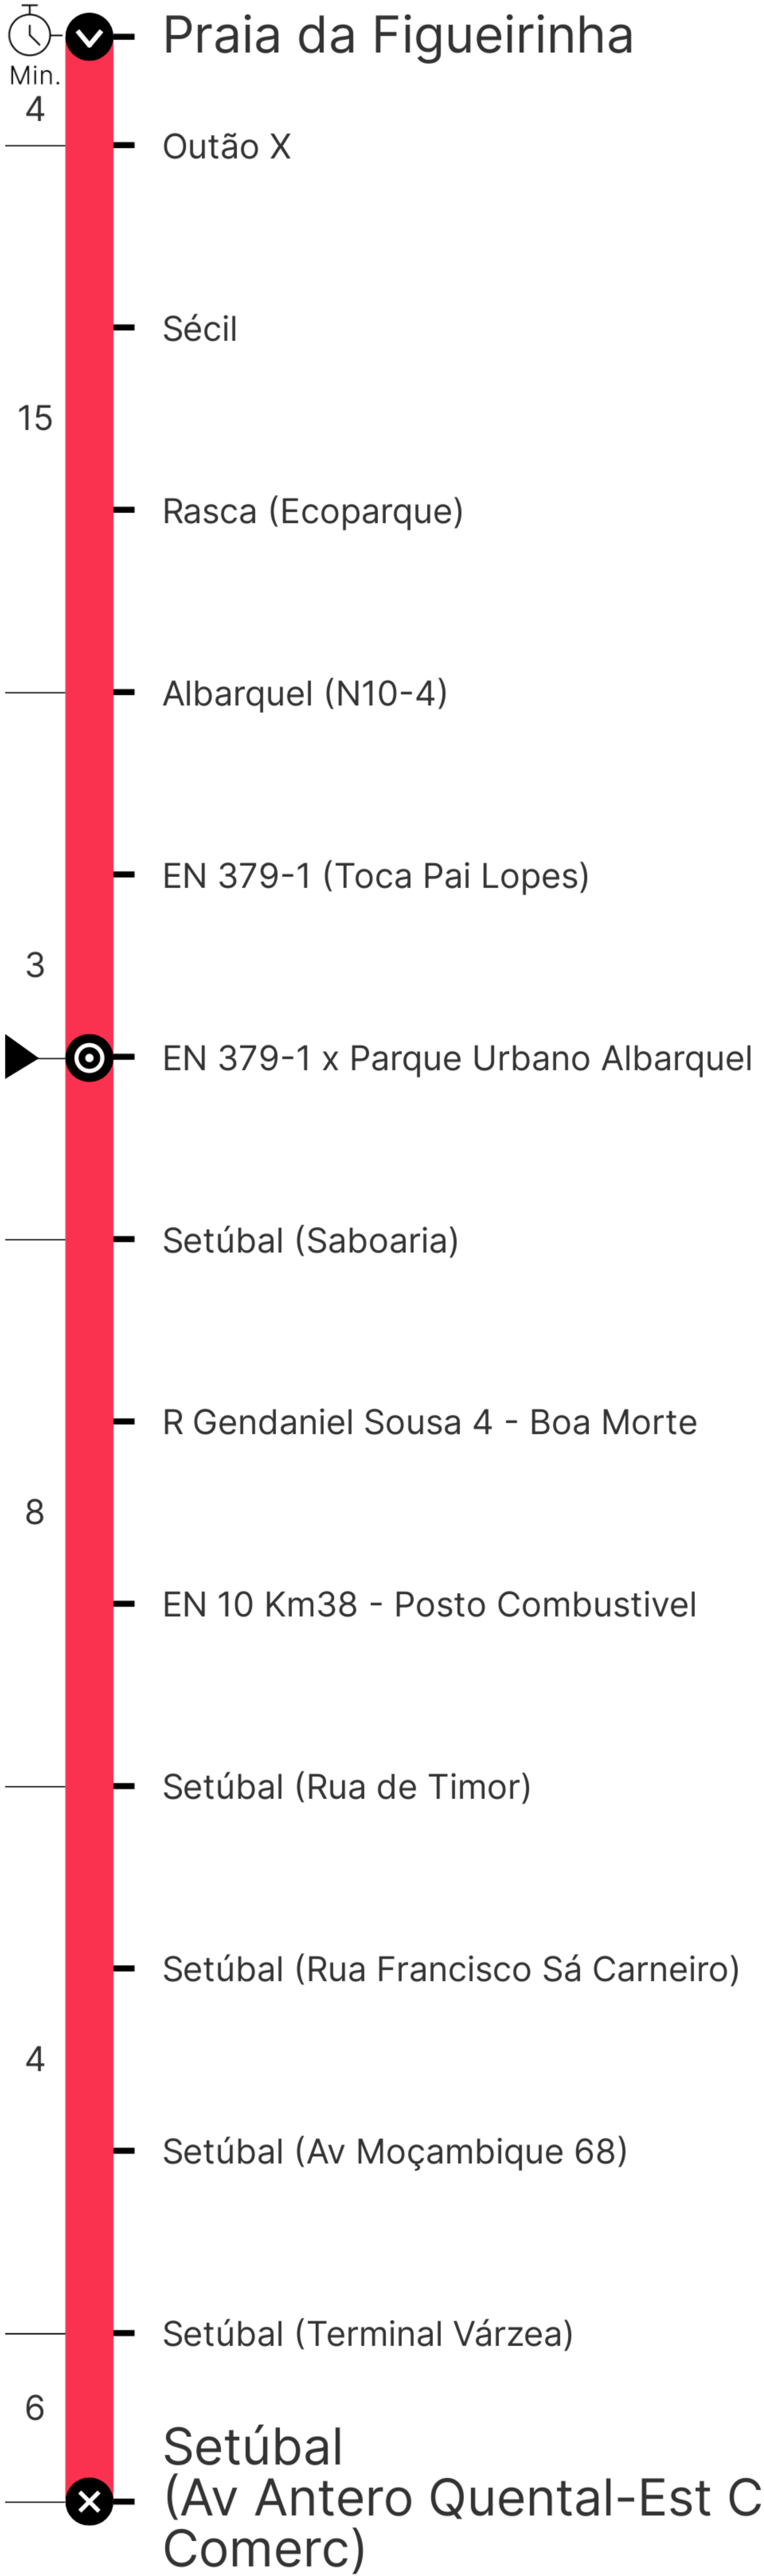 Praia da Figueirinha
Min.
4
Outão X
Sécil
15
Rasca (Ecoparque)
Albarquel (N10-4)
EN 379-1 (Toca Pai Lopes)
3
EN 379-1 x Parque Urbano Albarquel
Setúbal (Saboaria)
R Gendaniel Sousa 4 - Boa Morte
8
EN 10 Km38 - Posto Combustivel
Setúbal (Rua de Timor)
Setúbal (Rua Francisco Sá Carneiro)
4
Setúbal (Av Moçambique 68)
Setúbal (Terminal Várzea)
6
Setúbal
(Av Antero Quental-Est C
Comerc)